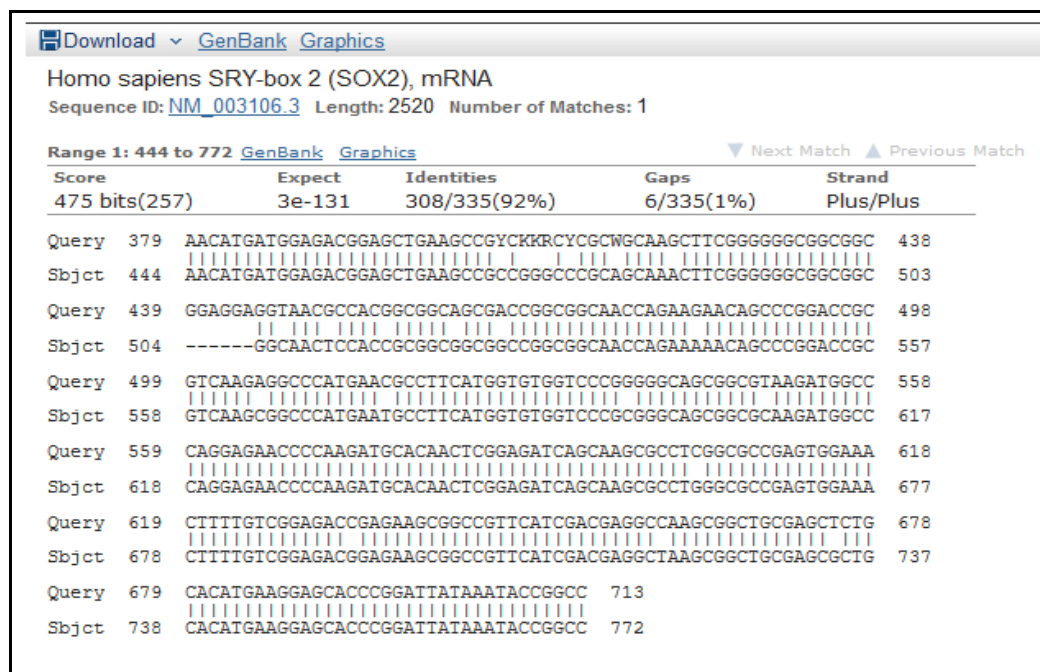 Download GenBank Graphics
Homo sapiens SRY-box 2 (SOX2), mRNA
Sequence ID: NM_003106.3 Length: 2520 Number of Matches: 1
Range 1: 444 to 772 GenBank Graphics ▼ Next Match ▲ Previous Match
Score Expect Identities Gaps Strand
475 bits(257) 3e-131 308/335(92%) 6/335(1%) Plus/Plus
Query 379 AACATGATGGAGACGGAGCTGAAGCCGYCKKRCYCGCWGCAAGCTTCGGGGGGCGGCGGC 438
Sbjct 444 AACATGATGGAGACGGAGCTGAAGCCGCCGGGCCCGCAGCAAACTTCGGGGGGCGGCGGC 503
Query 439 GGAGGAGGTAACGCCACGGCGGCAGCGACCGGCGGCAACCAGAAGAACAGCCCGGACCGC 498
Sbjct 504 ------GGCAACTCCACCGCGGCGGCGGCCGGCGGCAACCAGAAAAACAGCCCGGACCGC 557
Query 499 GTCAAGAGGCCCATGAACGCCTTCATGGTGTGGTCCCGGGGGCAGCGGCGTAAGATGGCC 558
Sbjct 558 GTCAAGCGGCCCATGAATGCCTTCATGGTGTGGTCCCGCGGGCAGCGGCGCAAGATGGCC 617
Query 559 CAGGAGAACCCCAAGATGCACAACTCGGAGATCAGCAAGCGCCTCGGCGCCGAGTGGAAA 618
Sbjct 618 CAGGAGAACCCCAAGATGCACAACTCGGAGATCAGCAAGCGCCTGGGCGCCGAGTGGAAA 677
Query 619 CTTTTGTCGGAGACCGAGAAGCGGCCGTTCATCGACGAGGCCAAGCGGCTGCGAGCTCTG 678
Sbjct 678 CTTTTGTCGGAGACGGAGAAGCGGCCGTTCATCGACGAGGCTAAGCGGCTGCGAGCGCTG 737
Query 679 CACATGAAGGAGCACCCGGATTATAAATACCGGCC 713
Sbjct 738 CACATGAAGGAGCACCCGGATTATAAATACCGGCC 772